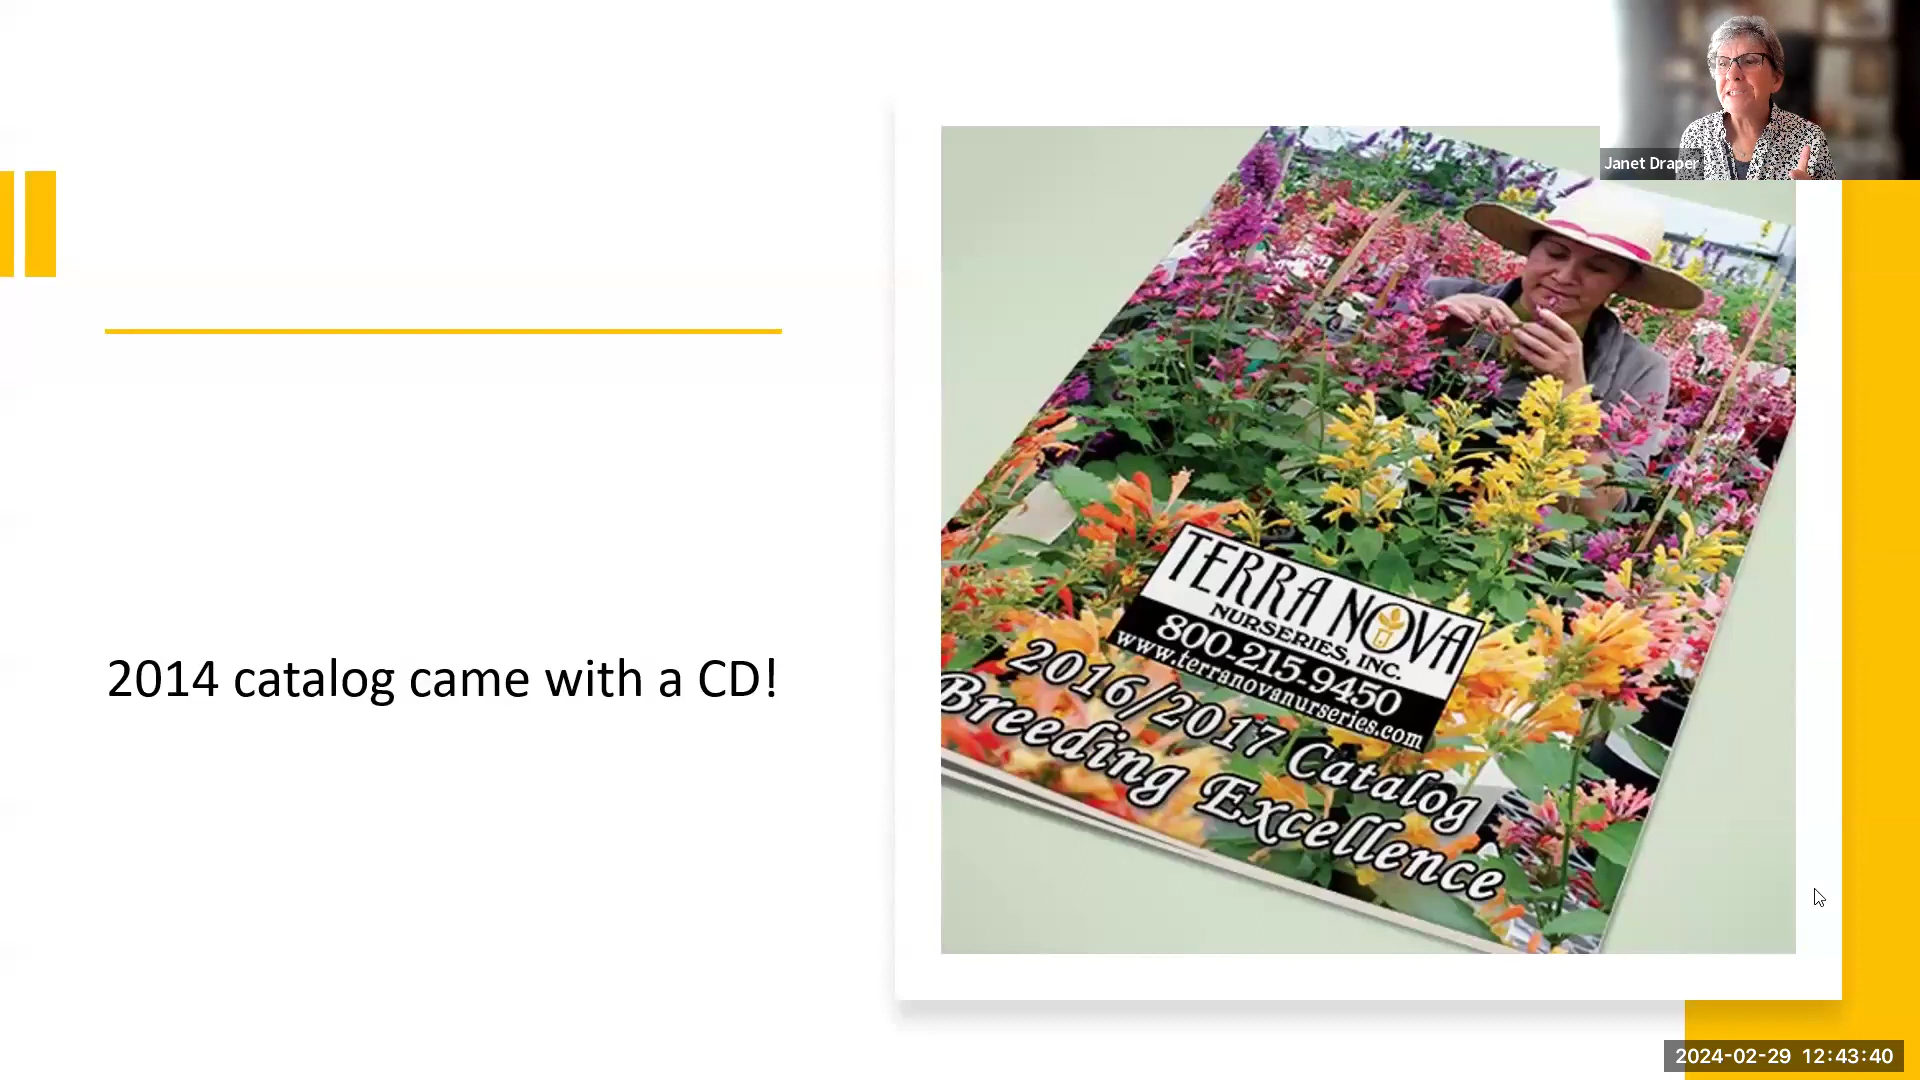 Janet Draper
2014 catalog came with a CD!
TERRA NOVA
NURSERIES, INC.
800-215-9450
www.terranovanurseries.com
2016/2017 Catalog
Breeding Excellence
2024-02-29 12:43:40